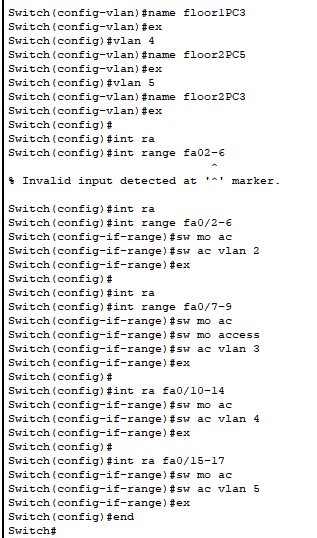 Switch(config-vlan)#name floor1PC3
Switch(config-vlan)#ex
Switch(config)#vlan 4
Switch(config-vlan)#name floor2PC5
Switch(config-vlan)#ex
Switch(config)#vlan 5
Switch(config-vlan)#name floor2PC3
Switch(config-vlan)#ex
Switch(config)#
Switch(config)#int ra
Switch(config)#int range fa02-6
^
% Invalid input detected at '^' marker.
Switch(config)#int ra
Switch(config)#int range fa0/2-6
Switch(config-if-range)#sw mo ac
Switch(config-if-range)#sw ac vlan 2
Switch(config-if-range)#ex
Switch(config)#
Switch(config)#int ra
Switch(config)#int range fa0/7-9
Switch(config-if-range)#sw mo ac
Switch(config-if-range)#sw mo access
Switch(config-if-range)#sw ac vlan 3
Switch(config-if-range)#ex
Switch(config)#
Switch(config)#int ra fa0/10-14
Switch(config-if-range)#sw mo ac
Switch(config-if-range)#sw ac vlan 4
Switch(config-if-range)#ex
Switch(config)#
Switch(config)#int ra fa0/15-17
Switch(config-if-range)#sw mo ac
Switch(config-if-range)#sw ac vlan 5
Switch(config-if-range)#ex
Switch(config)#end
Switch#